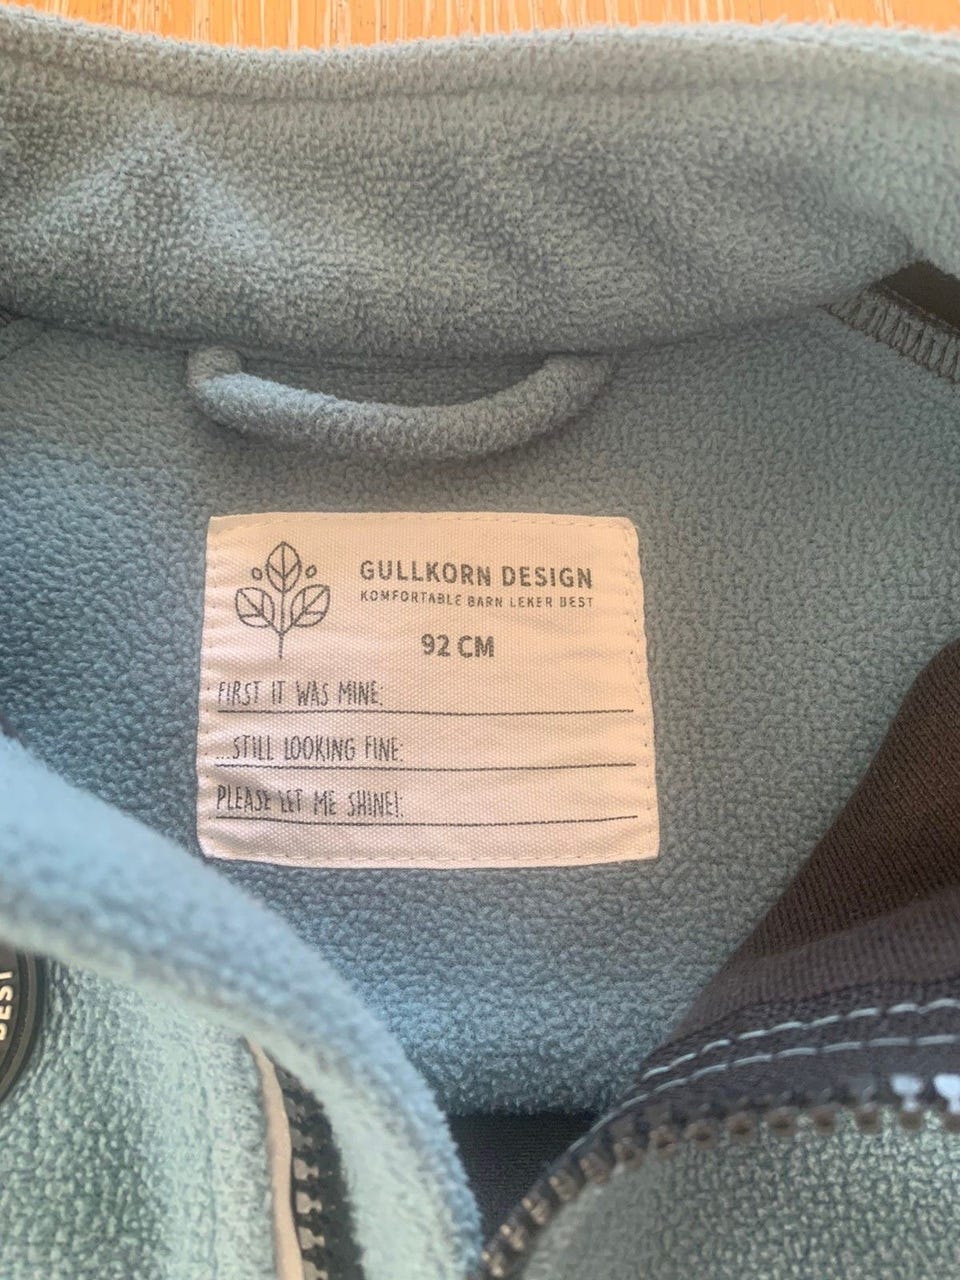 GULLKORN DESIGN
KOMFORTABLE BARN LEKER BEST
92 CM
FIRST IT WAS MINE:
...STILL LOOKING FINE:
PLEASE LET ME SHINE!:
BEST